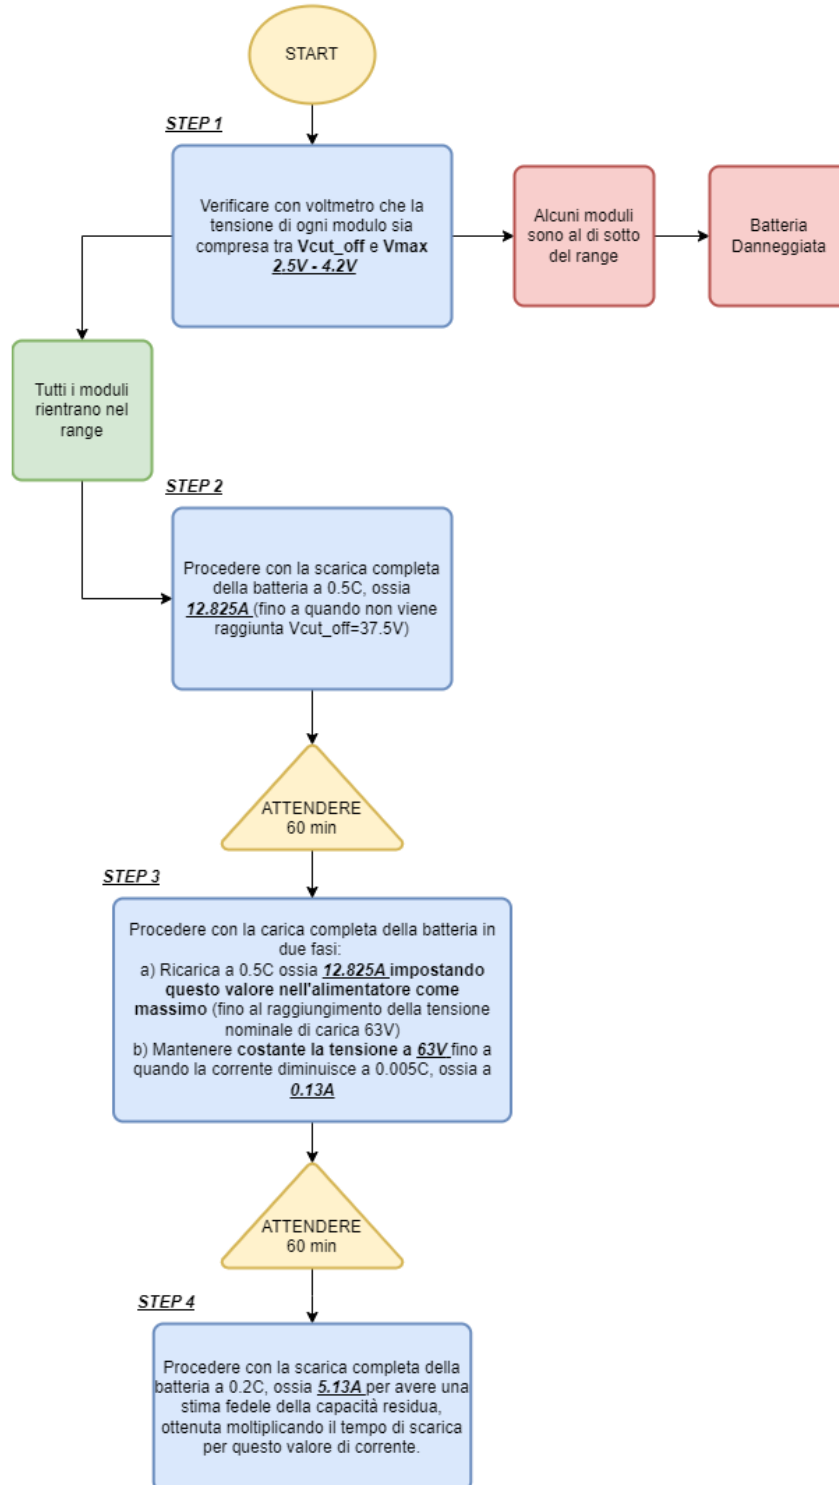 START
STEP 1
Verificare con voltmetro che la
tensione di ogni modulo sia
compresa tra Vcut_off e Vmax
2.5V - 4.2V
Alcuni moduli
sono al di sotto
del range
Batteria
Danneggiata
Tutti i moduli
rientrano nel
range
STEP 2
Procedere con la scarica completa
della batteria a 0.5C, ossia
12.825A (fino a quando non viene
raggiunta Vcut_off=37.5V)
ATTENDERE
60 min
STEP 3
Procedere con la carica completa della batteria in
due fasi:
a) Ricarica a 0.5C ossia 12.825A impostando
questo valore nell'alimentatore come
massimo (fino al raggiungimento della tensione
nominale di carica 63V)
b) Mantenere costante la tensione a 63V fino a
quando la corrente diminuisce a 0.005C, ossia a
0.13A
ATTENDERE
60 min
STEP 4
Procedere con la scarica completa della
batteria a 0.2C, ossia 5.13A per avere una
stima fedele della capacità residua,
ottenuta moltiplicando il tempo di scarica
per questo valore di corrente.